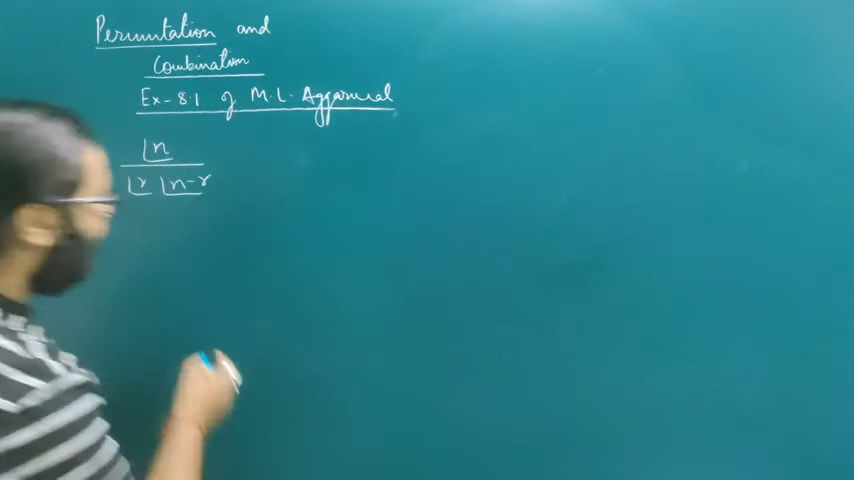 Permutation and
Combination
Ex-8.1 of M.L. Aggarwal
⌊n
⌊r ⌊n-r